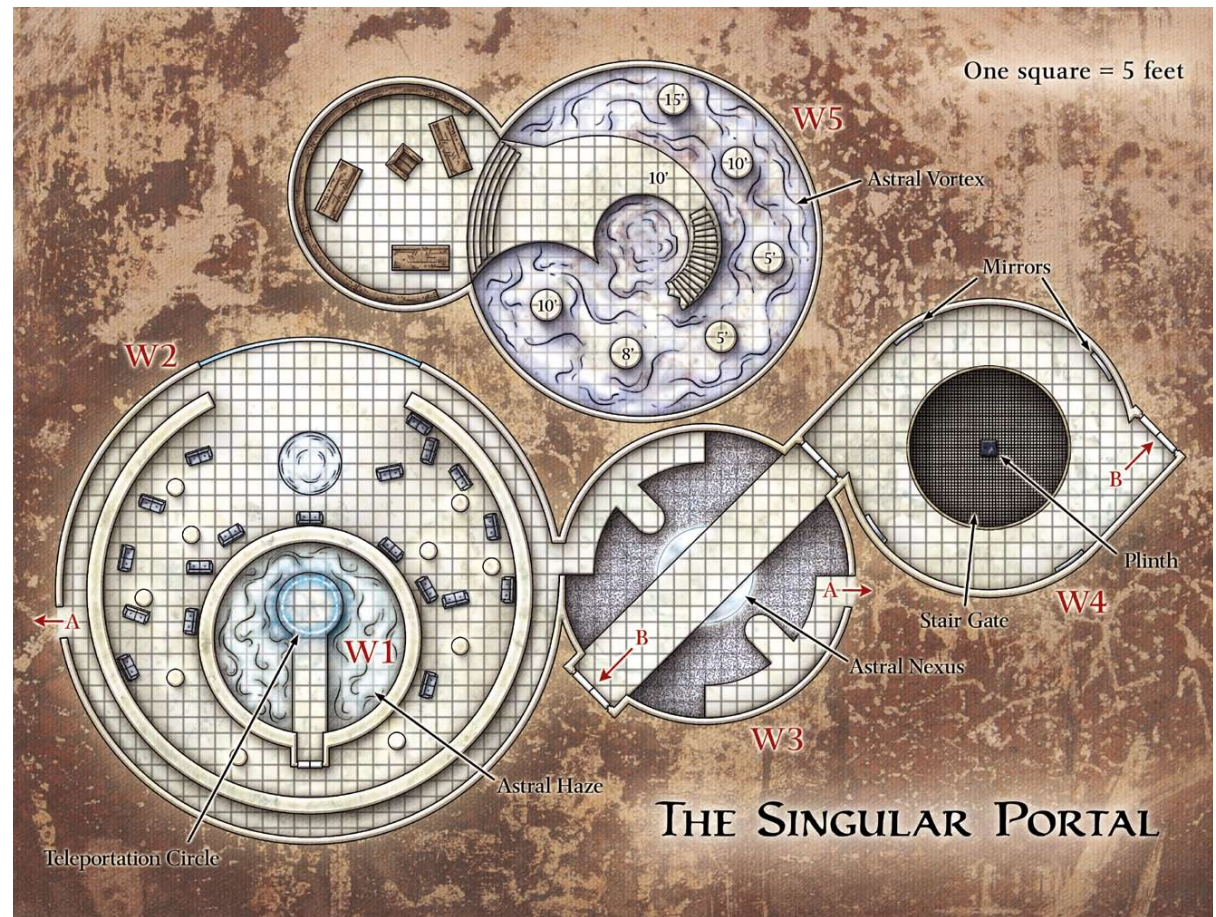 One square = 5 feet
W5
15'
10'
Astral Vortex
10'
5'
Mirrors
10'
5'
8'
W2
B
Plinth
W4
Stair Gate
A
A
B
W1
Astral Nexus
W3
Astral Haze
The Singular Portal
Teleportation Circle